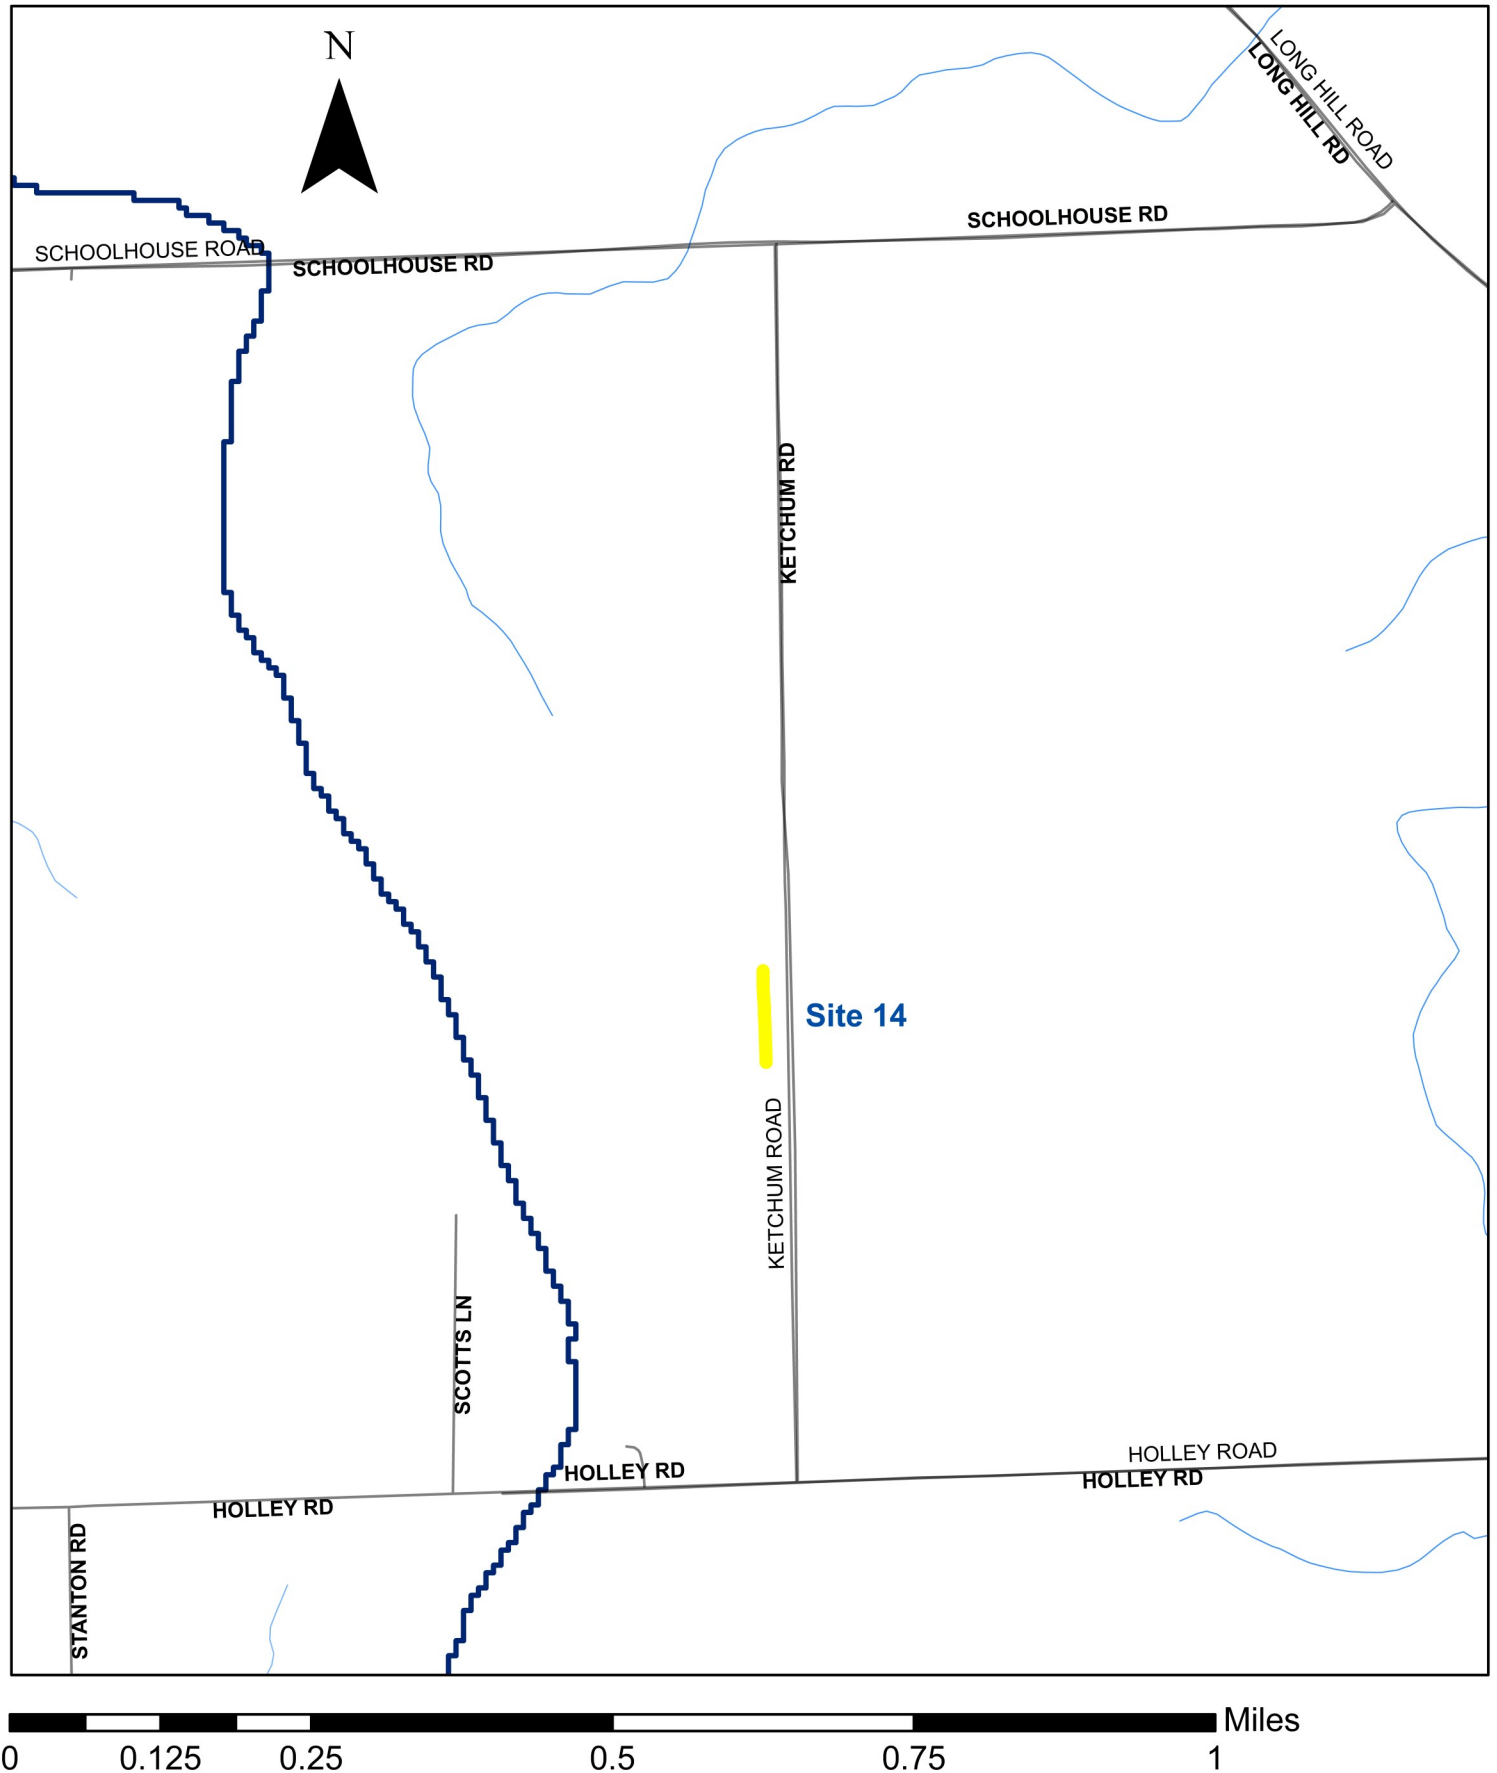 N
LONG HILL ROAD
LONG HILL RD
SCHOOLHOUSE RD
SCHOOLHOUSE ROAD
SCHOOLHOUSE RD
KETCHUM RD
Site 14
KETCHUM ROAD
SCOTTS LN
HOLLEY ROAD
HOLLEY RD
HOLLEY RD
HOLLEY RD
STANTON RD
Miles
0 0.125 0.25 0.5 0.75 1